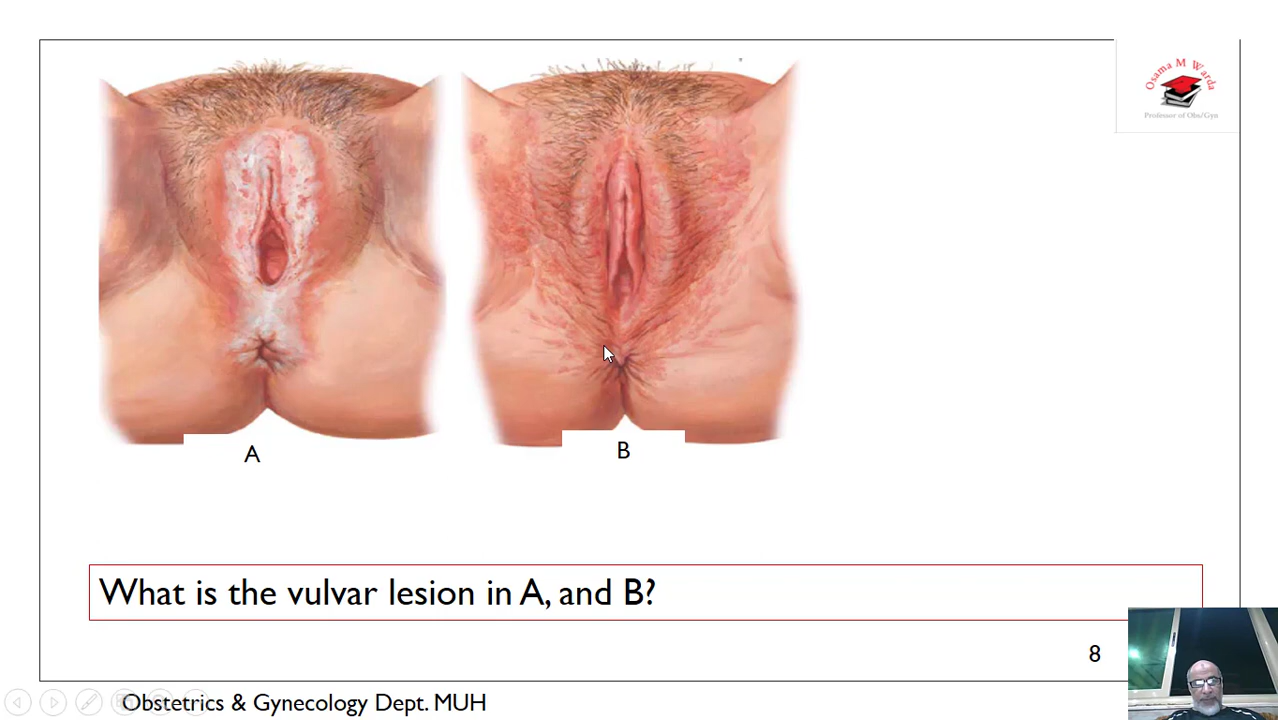 Osama M Warda
Professor of Obs/Gyn
A
B
What is the vulvar lesion in A, and B?
8
Obstetrics & Gynecology Dept. MUH